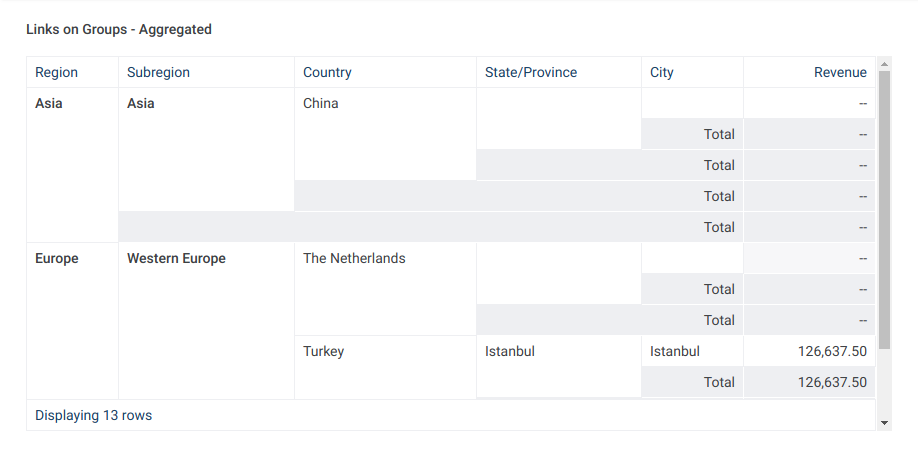 Links on Groups - Aggregated
Region Subregion Country State/Province City Revenue
Asia Asia China --
Total --
Total --
Total --
Total --
Europe Western Europe The Netherlands --
Total --
Total --
Turkey Istanbul Istanbul 126,637.50
Total 126,637.50
Displaying 13 rows